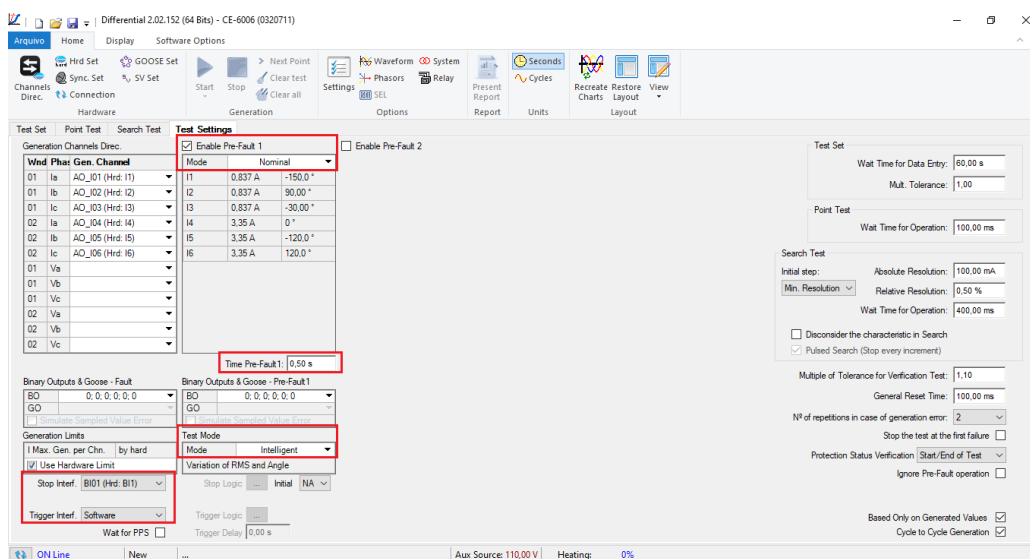 Differential 2.02.152 (64 Bits) - CE-6006 (0320711)
Arquivo Home Display Software Options
Channels Direc.
Hrd Set
Sync. Set
Connection
GOOSE Set
SV Set
Hardware
Start
Stop
Next Point
Clear test
Clear all
Generation
Settings
Waveform
Phasors
SEL
System
Relay
Options
Present Report
Report
Seconds
Cycles
Units
Recreate Charts
Restore Layout
View
Layout
Test Set Point Test Search Test Test Settings
Generation Channels Direc.
Wnd Phas Gen. Channel
01 Ia AO_I01 (Hrd: I1)
01 Ib AO_I02 (Hrd: I2)
01 Ic AO_I03 (Hrd: I3)
02 Ia AO_I04 (Hrd: I4)
02 Ib AO_I05 (Hrd: I5)
02 Ic AO_I06 (Hrd: I6)
01 Va
01 Vb
01 Vc
02 Va
02 Vb
02 Vc
Enable Pre-Fault 1
Mode Nominal
I1 0,837 A -150,0 °
I2 0,837 A 90,00 °
I3 0,837 A -30,00 °
I4 3,35 A 0 °
I5 3,35 A -120,0 °
I6 3,35 A 120,0 °
Time Pre-Fault1: 0,50 s
Enable Pre-Fault 2
Binary Outputs & Goose - Fault
BO 0; 0; 0; 0; 0; 0
GO
Simulate Sampled Value Error
Binary Outputs & Goose - Pre-Fault1
BO 0; 0; 0; 0; 0; 0
GO
Simulate Sampled Value Error
Generation Limits
I Max. Gen. per Chn. by hard
Use Hardware Limit
Test Mode
Mode Intelligent
Variation of RMS and Angle
Stop Interf. BI01 (Hrd: BI1)
Stop Logic ... Initial NA
Trigger Interf. Software
Trigger Logic ...
Wait for PPS
Trigger Delay 0,00 s
Test Set
Wait Time for Data Entry: 60,00 s
Mult. Tolerance: 1,00
Point Test
Wait Time for Operation: 100,00 ms
Search Test
Initial step:
Min. Resolution
Absolute Resolution: 100,00 mA
Relative Resolution: 0,50 %
Wait Time for Operation: 400,00 ms
Disconsider the characteristic in Search
Pulsed Search (Stop every increment)
Multiple of Tolerance for Verification Test: 1,10
General Reset Time: 100,00 ms
Nº of repetitions in case of generation error: 2
Stop the test at the first failure
Protection Status Verification Start/End of Test
Ignore Pre-Fault operation
Based Only on Generated Values
Cycle to Cycle Generation
ON Line New ... Aux Source: 110,00 V Heating: 0%